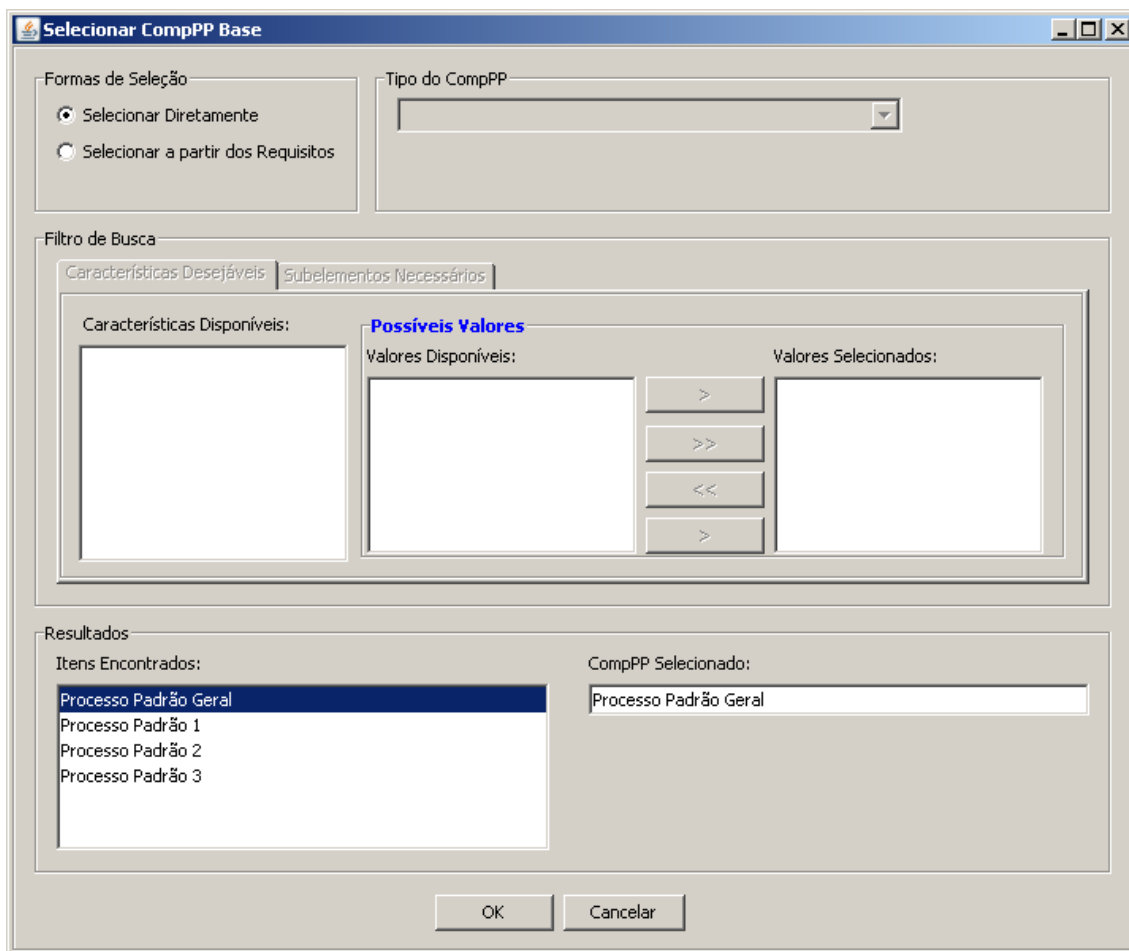 Selecionar CompPP Base
Formas de Seleção
Selecionar Diretamente
Selecionar a partir dos Requisitos
Tipo do CompPP
Filtro de Busca
Características Desejáveis
Subelementos Necessários
Características Disponíveis:
Possíveis Valores
Valores Disponíveis:
>
>>
<<
>
Valores Selecionados:
Resultados
Itens Encontrados:
Processo Padrão Geral
Processo Padrão 1
Processo Padrão 2
Processo Padrão 3
CompPP Selecionado:
Processo Padrão Geral
OK
Cancelar